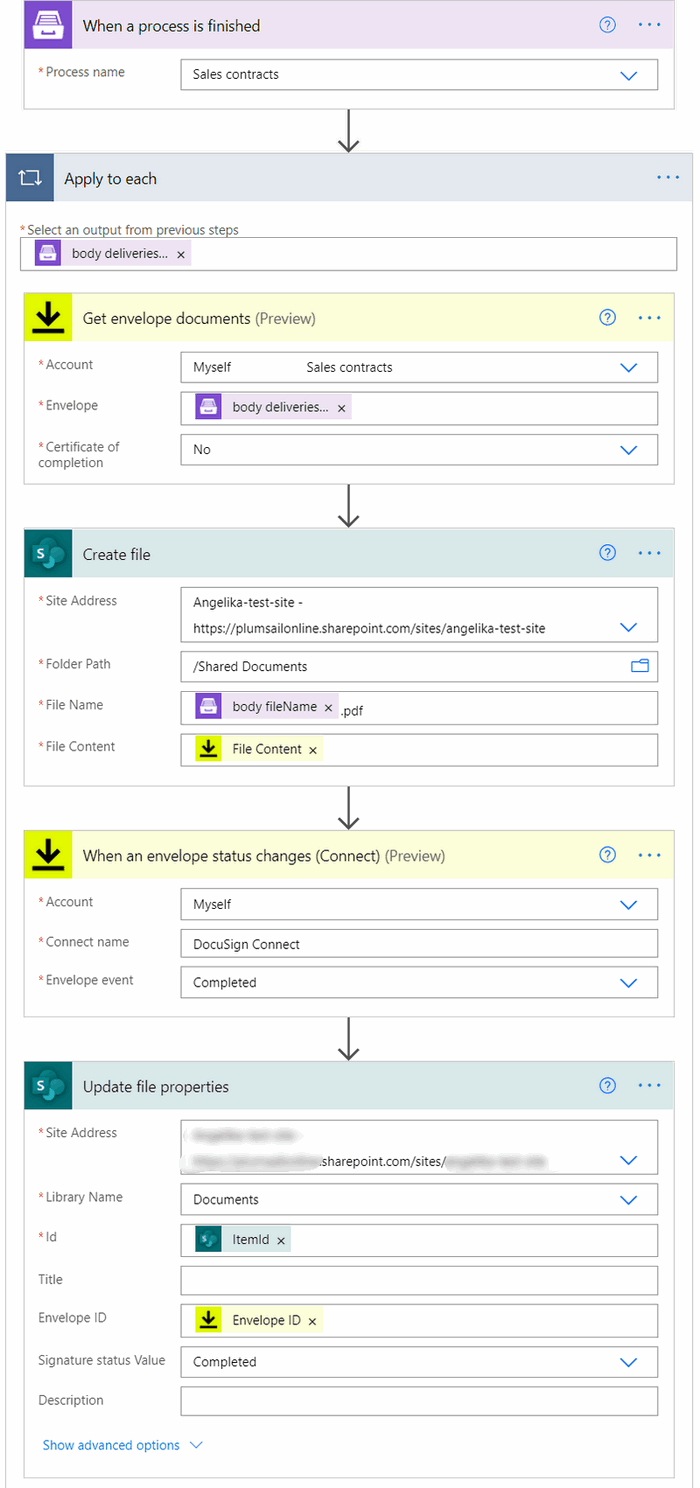 When a process is finished
* Process name
Sales contracts
Apply to each
* Select an output from previous steps
body deliveries... ×
Get envelope documents (Preview)
* Account
Myself Sales contracts
* Envelope
body deliveries... ×
* Certificate of
completion
No
Create file
* Site Address
Angelika-test-site -
https://plumsailonline.sharepoint.com/sites/angelika-test-site
* Folder Path
/Shared Documents
* File Name
body fileName × .pdf
* File Content
File Content ×
When an envelope status changes (Connect) (Preview)
* Account
Myself
* Connect name
DocuSign Connect
* Envelope event
Completed
Update file properties
* Site Address
.sharepoint.com/sites/
* Library Name
Documents
* Id
ItemId ×
Title
Envelope ID
Envelope ID ×
Signature status Value
Completed
Description
Show advanced options